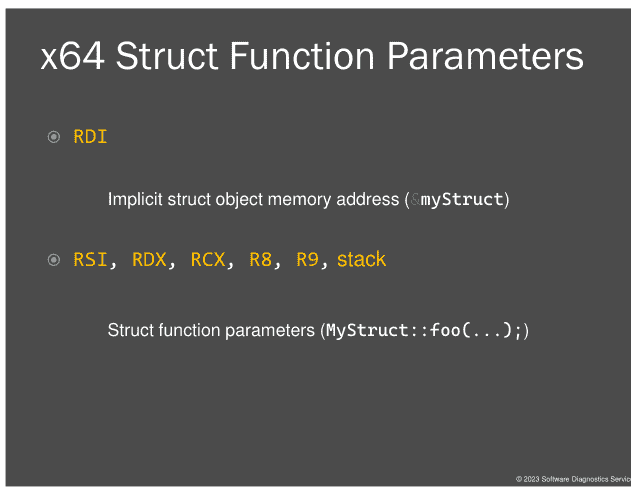 x64 Struct Function Parameters
RDI
Implicit struct object memory address (&myStruct)
RSI, RDX, RCX, R8, R9, stack
Struct function parameters (MyStruct::foo(...);)
© 2023 Software Diagnostics Service